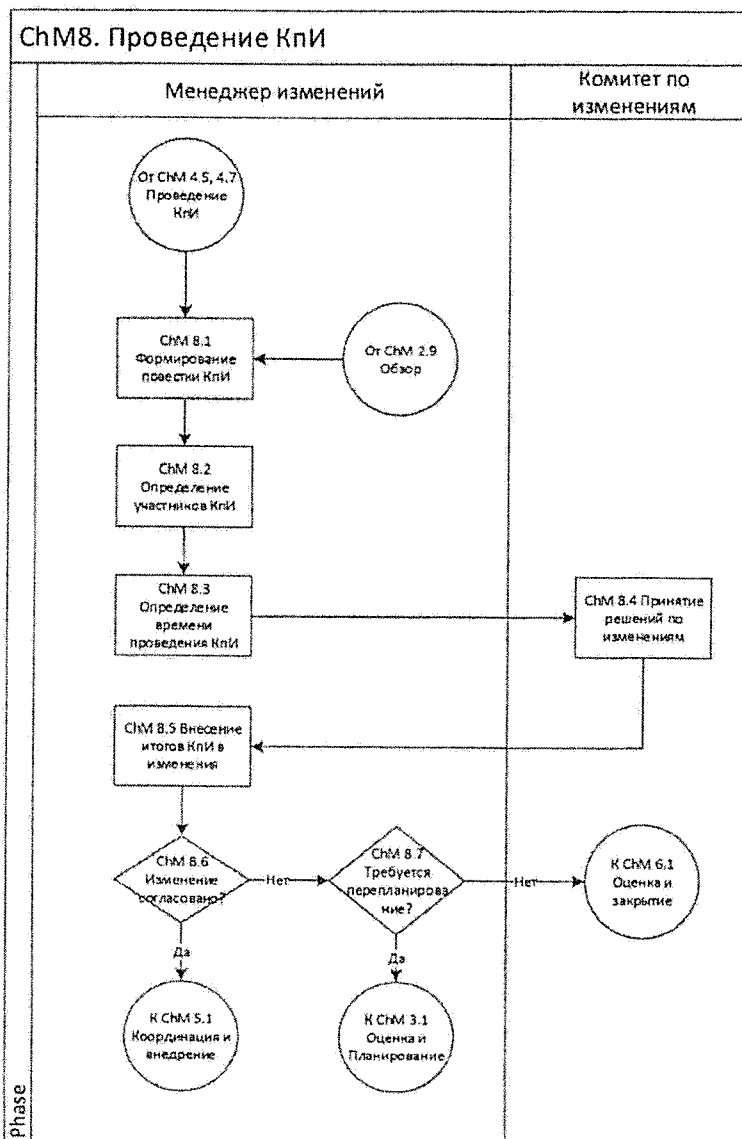 ChM8. Проведение КпИ
Менеджер изменений
Комитет по
изменениям
От ChM 4.5, 4.7
Проведение
КпИ
ChM 8.1
Формирование
повестки КпИ
От ChM 2.9
Обзор
ChM 8.2
Определение
участников КпИ
ChM 8.3
Определение
времени
проведения КпИ
ChM 8.4 Принятие
решений по
изменениям
ChM 8.5 Внесение
итогов КпИ в
изменения
ChM 8.6
Изменение
согласовано?
Нет
ChM 8.7
Требуется
перепланирова
ние?
Нет
К ChM 6.1
Оценка и
закрытие
Да
Да
К ChM 5.1
Координация и
внедрение
К ChM 3.1
Оценка и
Планирование
Phase